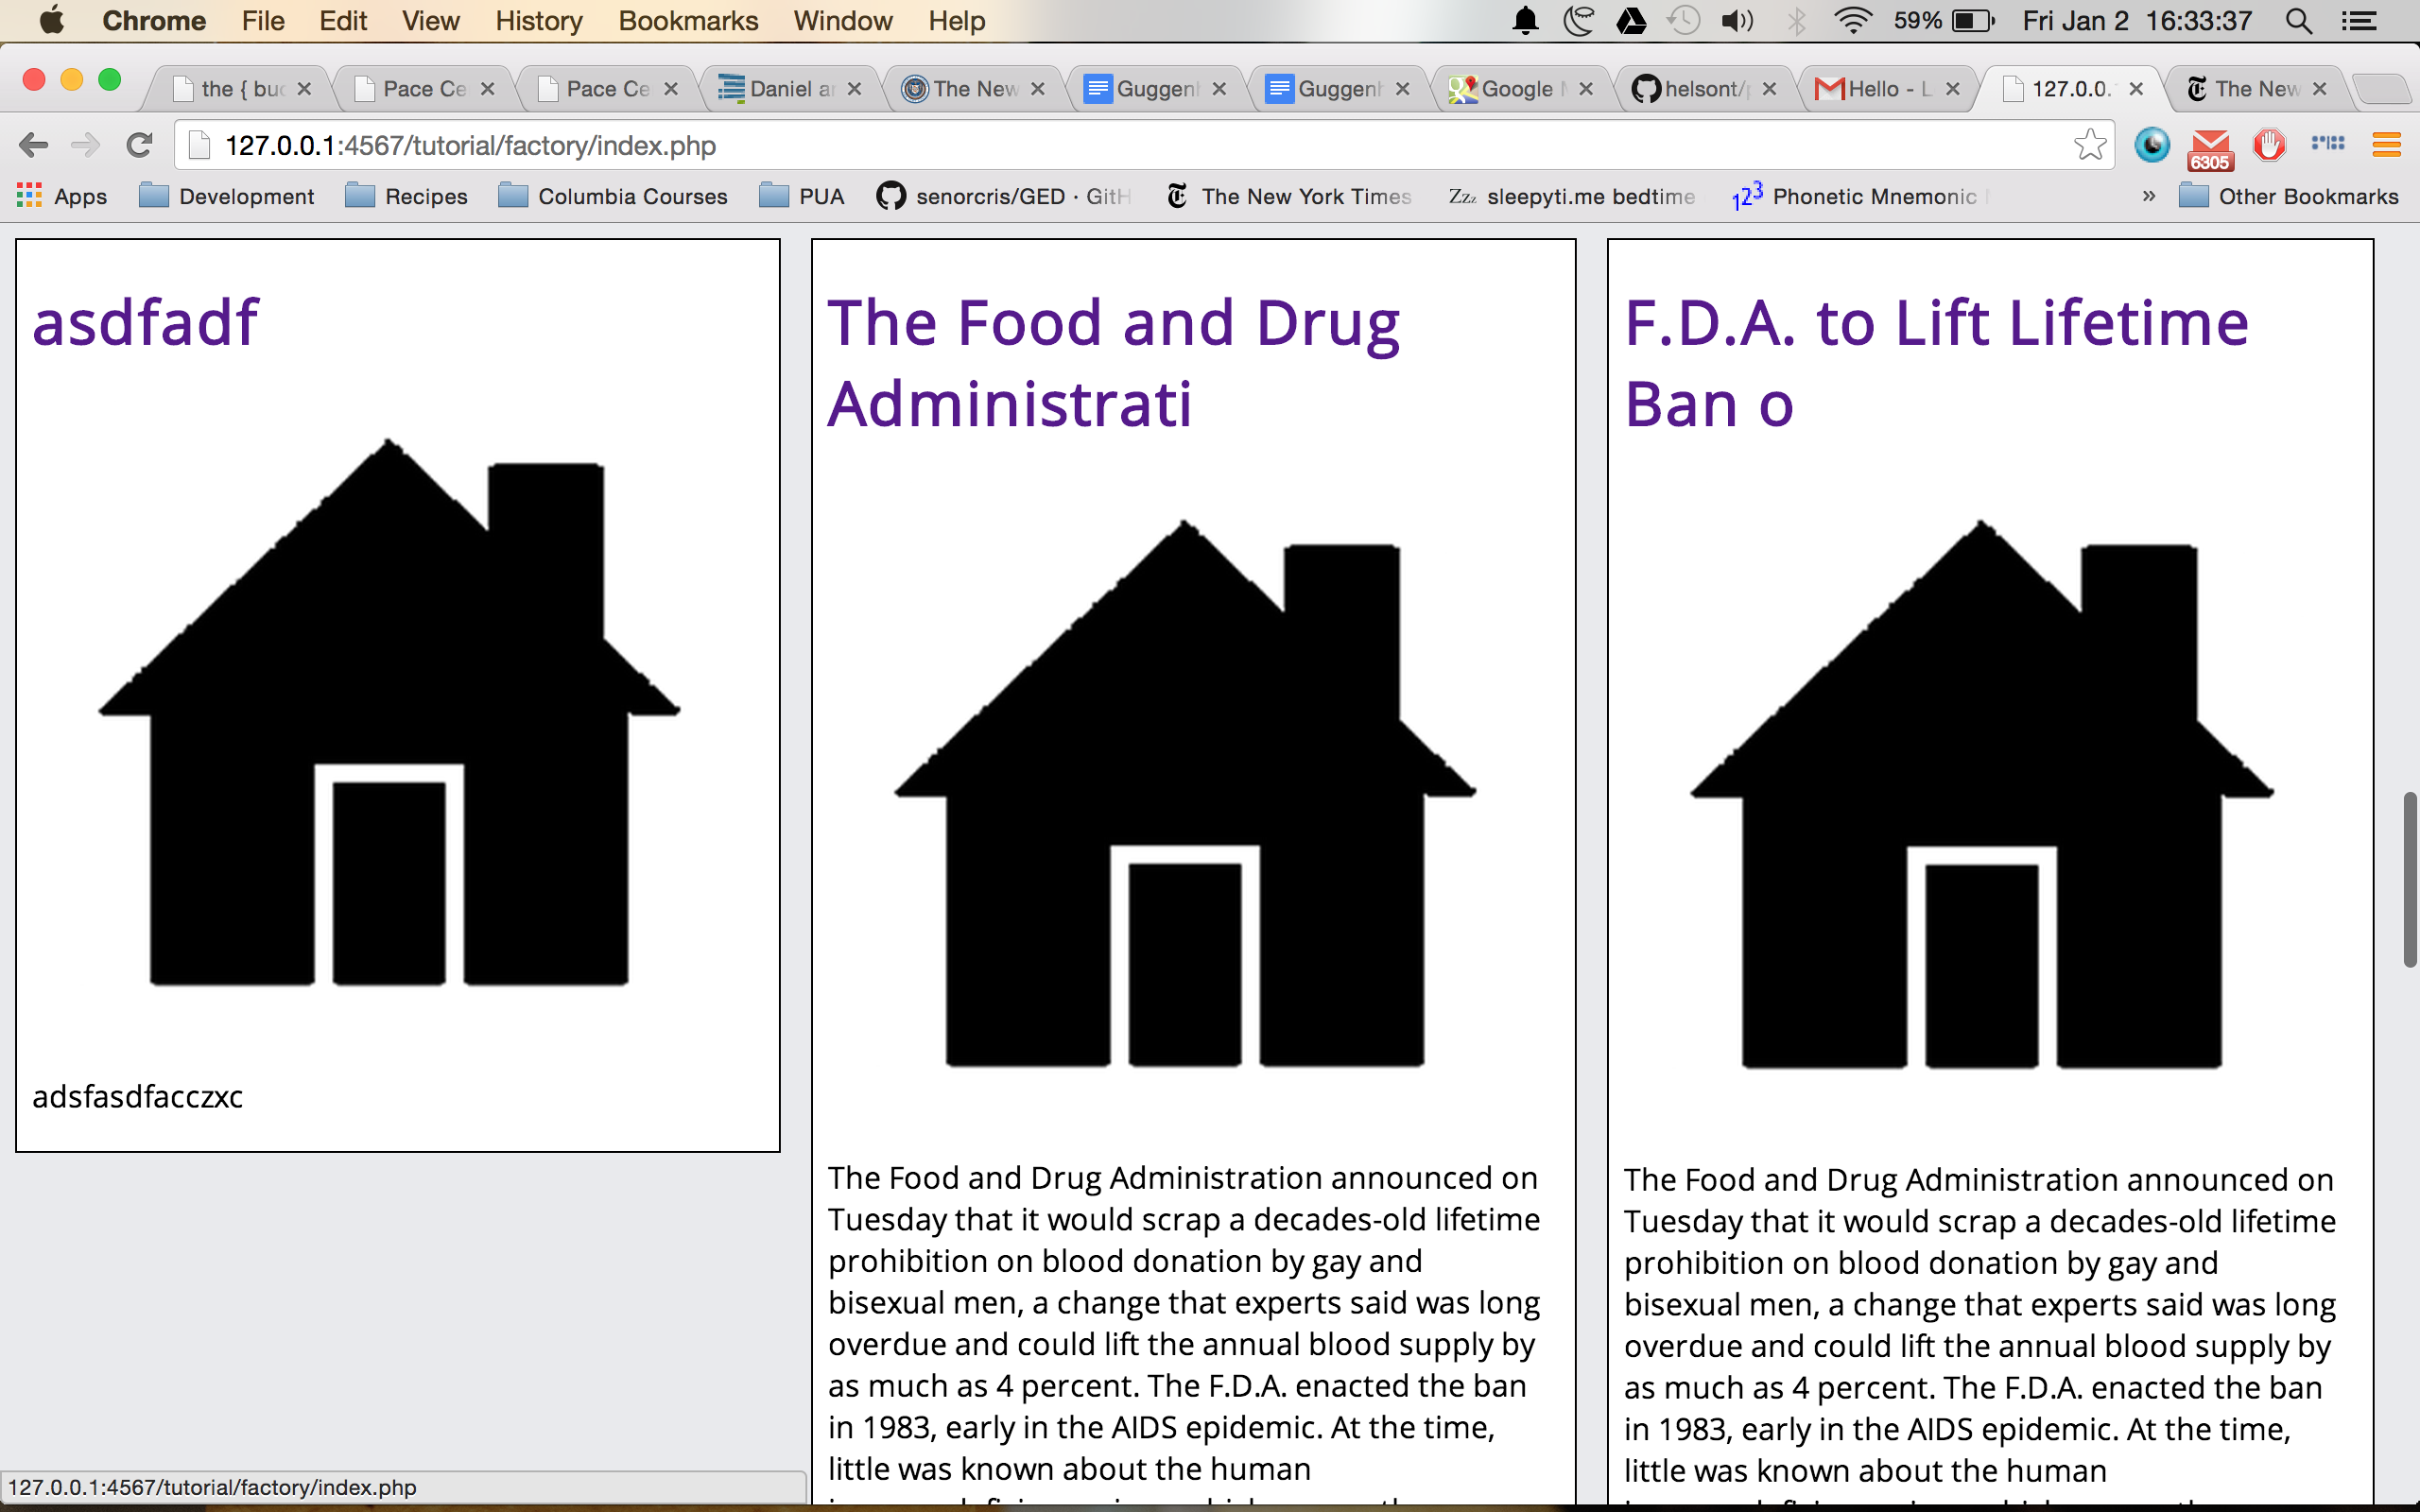 Chrome File Edit View History Bookmarks Window Help 59% Fri Jan 2 16:33:37
the { buc Pace Ce Pace Ce Daniel a The New Guggen Guggen Google helsont/ Hello - L 127.0.0. The New
127.0.0.1:4567/tutorial/factory/index.php 6305
Apps Development Recipes Columbia Courses PUA senorcris/GED · GitH The New York Times Zzz sleepyti.me bedtime 123 Phonetic Mnemonic » Other Bookmarks
asdfadf
adsfasdfacczxc
The Food and Drug
Administrati
The Food and Drug Administration announced on
Tuesday that it would scrap a decades-old lifetime
prohibition on blood donation by gay and
bisexual men, a change that experts said was long
overdue and could lift the annual blood supply by
as much as 4 percent. The F.D.A. enacted the ban
in 1983, early in the AIDS epidemic. At the time,
little was known about the human
F.D.A. to Lift Lifetime
Ban o
The Food and Drug Administration announced on
Tuesday that it would scrap a decades-old lifetime
prohibition on blood donation by gay and
bisexual men, a change that experts said was long
overdue and could lift the annual blood supply by
as much as 4 percent. The F.D.A. enacted the ban
in 1983, early in the AIDS epidemic. At the time,
little was known about the human
127.0.0.1:4567/tutorial/factory/index.php